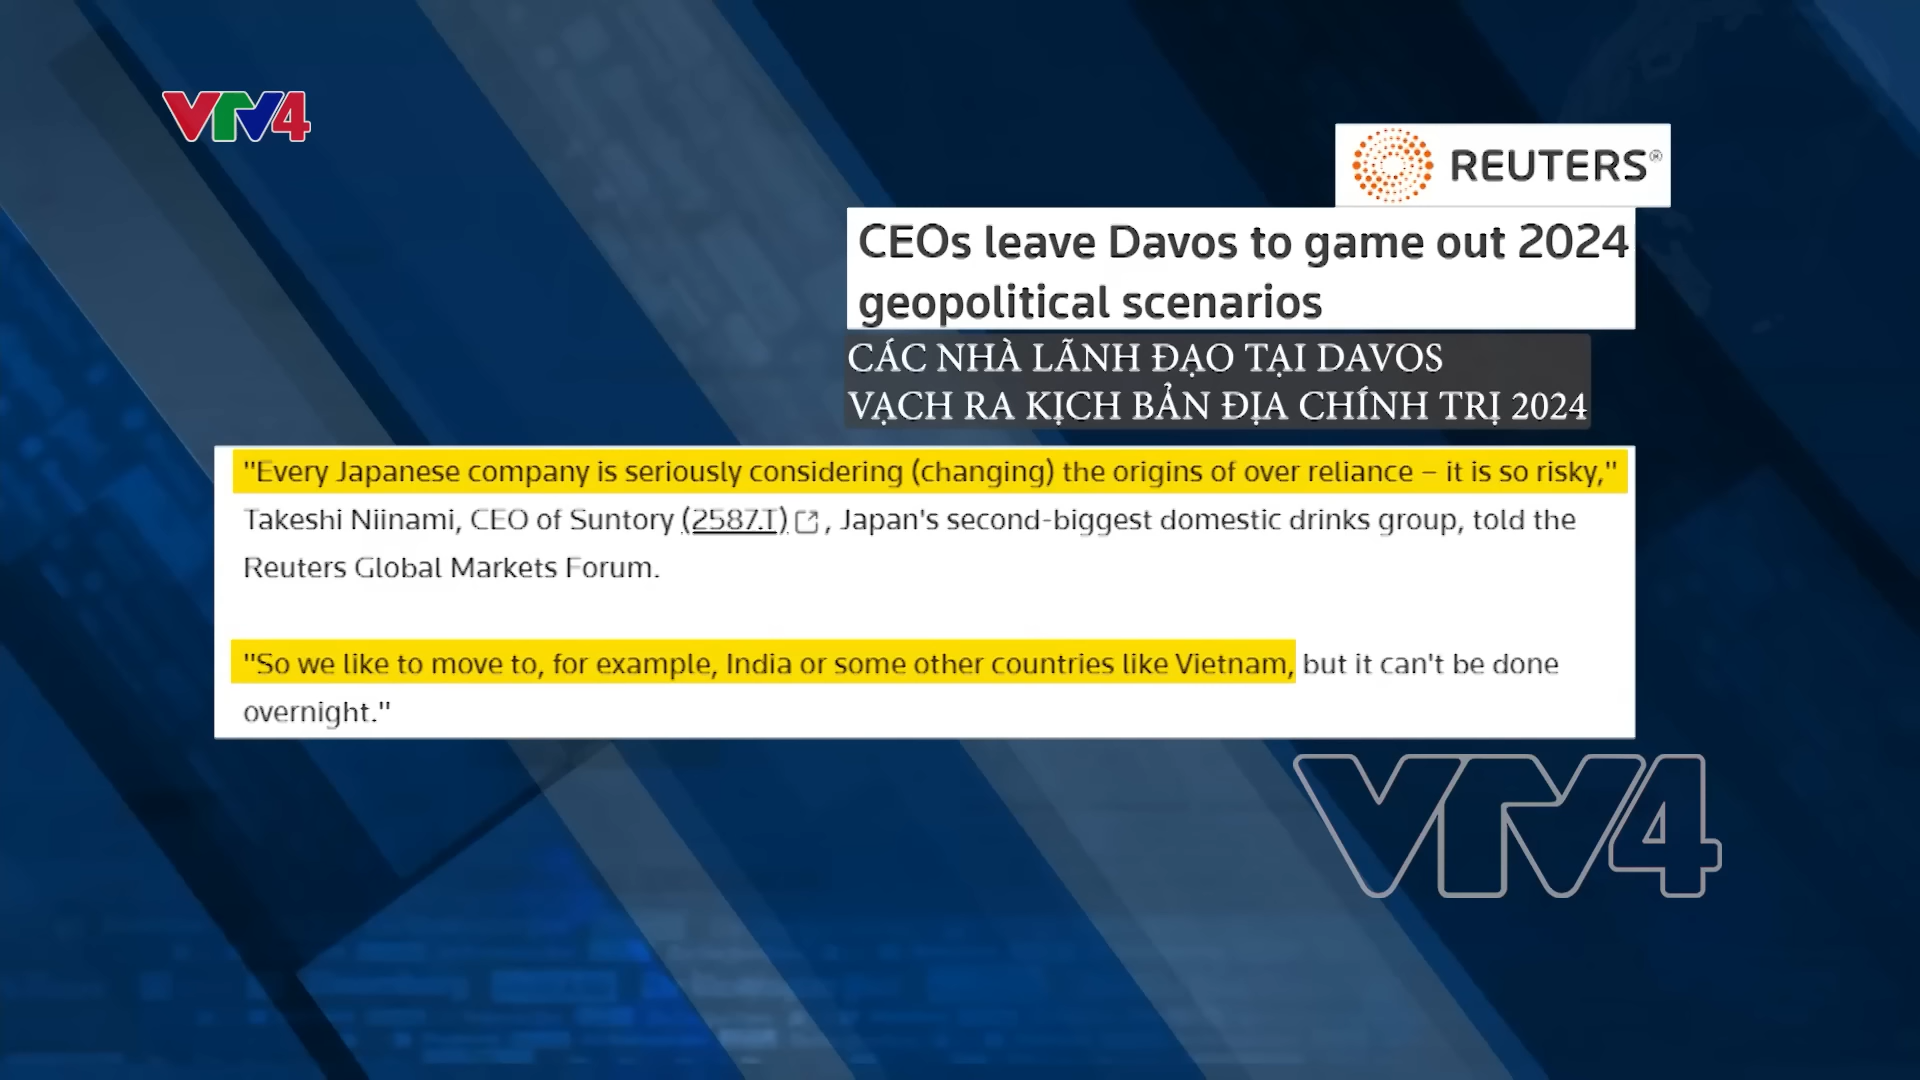 VTV4
REUTERS®
CEOs leave Davos to game out 2024
geopolitical scenarios
CÁC NHÀ LÃNH ĐẠO TẠI DAVOS
VẠCH RA KỊCH BẢN ĐỊA CHÍNH TRỊ 2024
"Every Japanese company is seriously considering (changing) the origins of over reliance – it is so risky,"
Takeshi Niinami, CEO of Suntory (2587.T) , Japan's second-biggest domestic drinks group, told the
Reuters Global Markets Forum.
"So we like to move to, for example, India or some other countries like Vietnam, but it can't be done
overnight."
VTV4